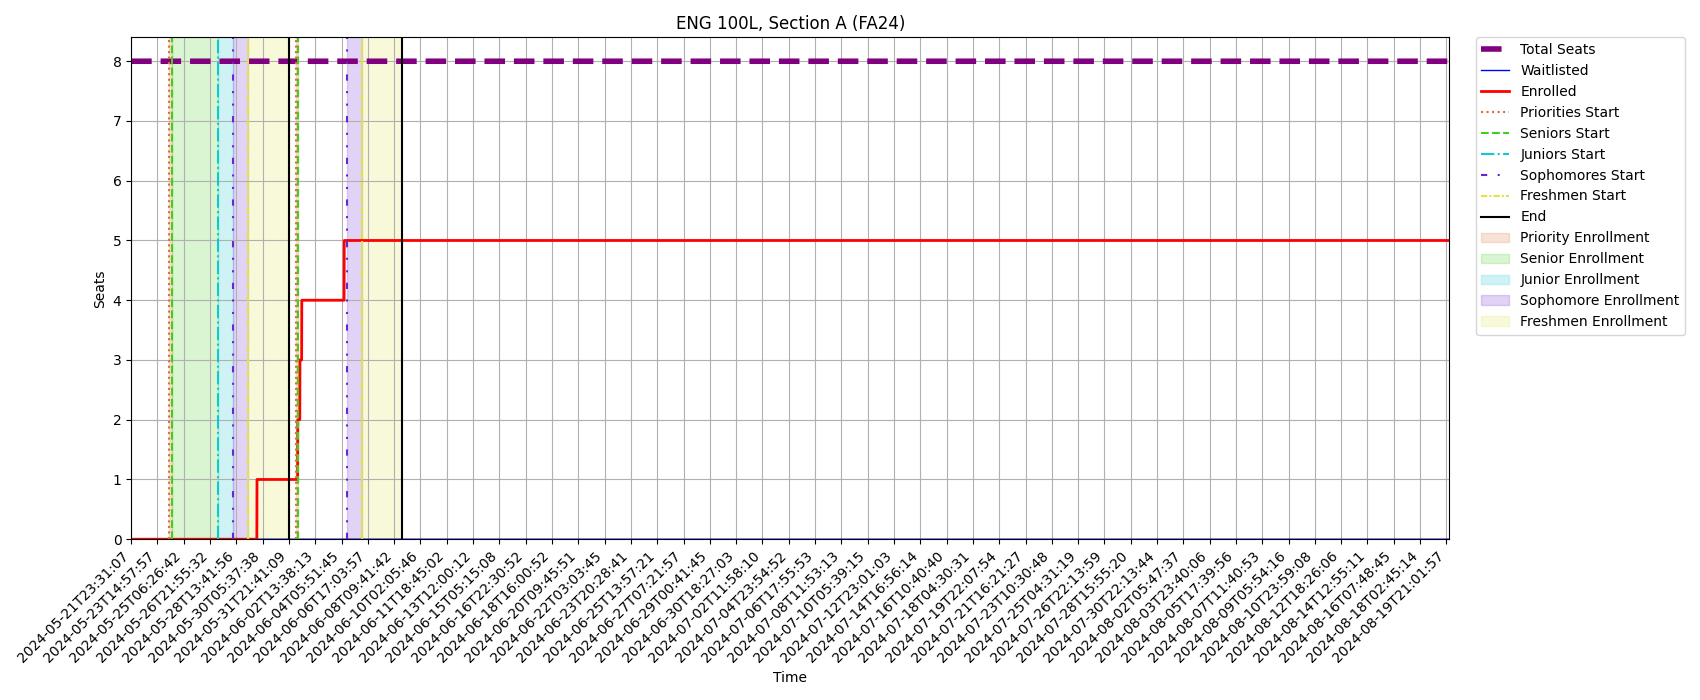 ENG 100L, Section A (FA24)
Seats
8
7
6
5
4
3
2
1
0
2024-05-21T23:31:07
2024-05-23T14:57:57
2024-05-25T06:26:42
2024-05-26T21:55:32
2024-05-28T13:41:56
2024-05-30T05:37:38
2024-05-31T21:41:09
2024-06-02T13:38:13
2024-06-04T05:51:45
2024-06-06T17:03:57
2024-06-08T09:41:42
2024-06-10T02:05:46
2024-06-11T18:45:02
2024-06-13T12:00:12
2024-06-15T05:15:08
2024-06-16T22:30:52
2024-06-18T16:00:52
2024-06-20T09:45:51
2024-06-22T03:03:45
2024-06-23T20:28:41
2024-06-25T13:57:21
2024-06-27T07:21:57
2024-06-29T00:41:45
2024-06-30T18:27:03
2024-07-02T11:58:10
2024-07-04T23:54:52
2024-07-06T17:55:53
2024-07-08T11:53:13
2024-07-10T05:39:15
2024-07-12T23:01:03
2024-07-14T16:56:14
2024-07-16T10:40:40
2024-07-18T04:30:31
2024-07-19T22:07:54
2024-07-21T16:21:27
2024-07-23T10:30:48
2024-07-25T04:31:19
2024-07-26T22:13:59
2024-07-28T15:55:20
2024-07-30T22:13:44
2024-08-02T05:47:37
2024-08-03T23:40:06
2024-08-05T17:39:56
2024-08-07T11:40:53
2024-08-09T05:54:16
2024-08-10T23:59:08
2024-08-12T18:26:06
2024-08-14T12:55:11
2024-08-16T07:48:45
2024-08-18T02:45:14
2024-08-19T21:01:57
Time
Total Seats
Waitlisted
Enrolled
Priorities Start
Seniors Start
Juniors Start
Sophomores Start
Freshmen Start
End
Priority Enrollment
Senior Enrollment
Junior Enrollment
Sophomore Enrollment
Freshmen Enrollment